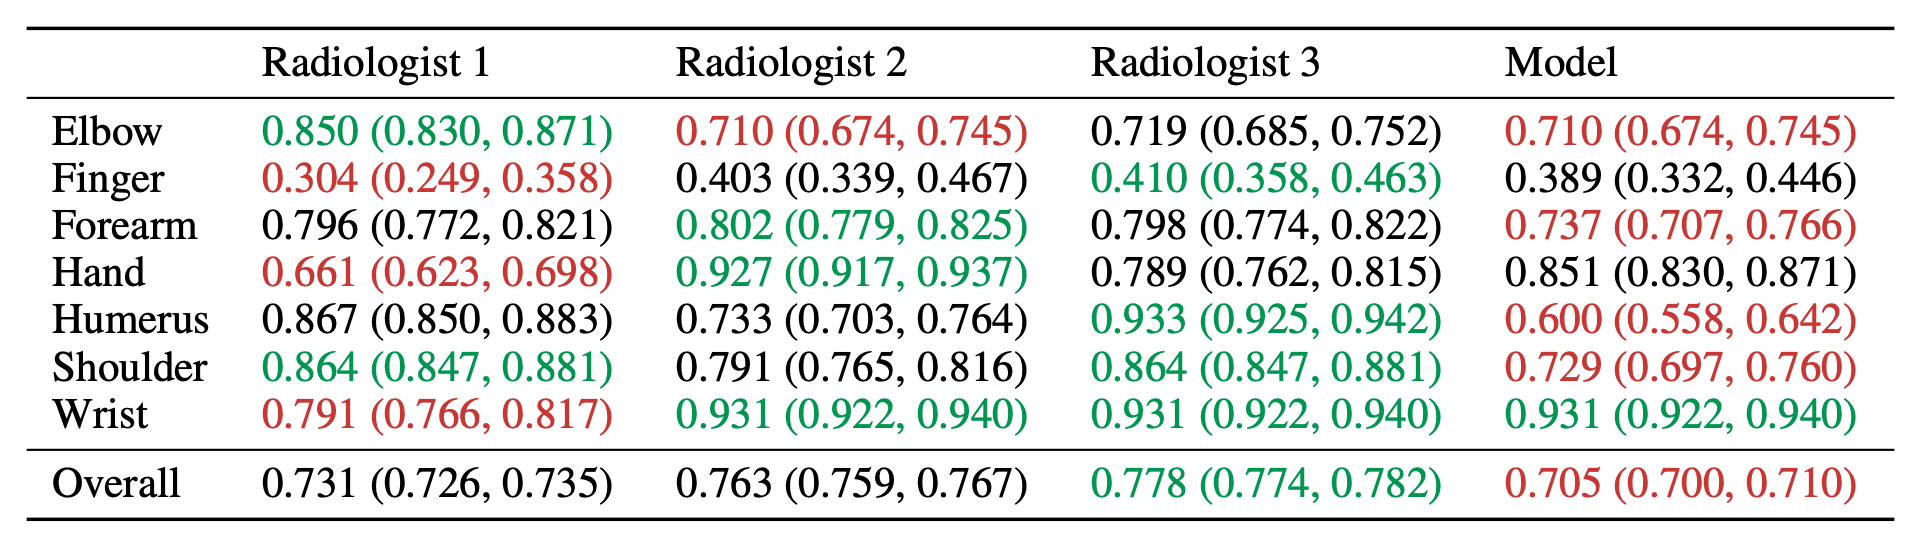 Radiologist 1 Radiologist 2 Radiologist 3 Model
Elbow 0.850 (0.830, 0.871) 0.710 (0.674, 0.745) 0.719 (0.685, 0.752) 0.710 (0.674, 0.745)
Finger 0.304 (0.249, 0.358) 0.403 (0.339, 0.467) 0.410 (0.358, 0.463) 0.389 (0.332, 0.446)
Forearm 0.796 (0.772, 0.821) 0.802 (0.779, 0.825) 0.798 (0.774, 0.822) 0.737 (0.707, 0.766)
Hand 0.661 (0.623, 0.698) 0.927 (0.917, 0.937) 0.789 (0.762, 0.815) 0.851 (0.830, 0.871)
Humerus 0.867 (0.850, 0.883) 0.733 (0.703, 0.764) 0.933 (0.925, 0.942) 0.600 (0.558, 0.642)
Shoulder 0.864 (0.847, 0.881) 0.791 (0.765, 0.816) 0.864 (0.847, 0.881) 0.729 (0.697, 0.760)
Wrist 0.791 (0.766, 0.817) 0.931 (0.922, 0.940) 0.931 (0.922, 0.940) 0.931 (0.922, 0.940)
Overall 0.731 (0.726, 0.735) 0.763 (0.759, 0.767) 0.778 (0.774, 0.782) 0.705 (0.700, 0.710)